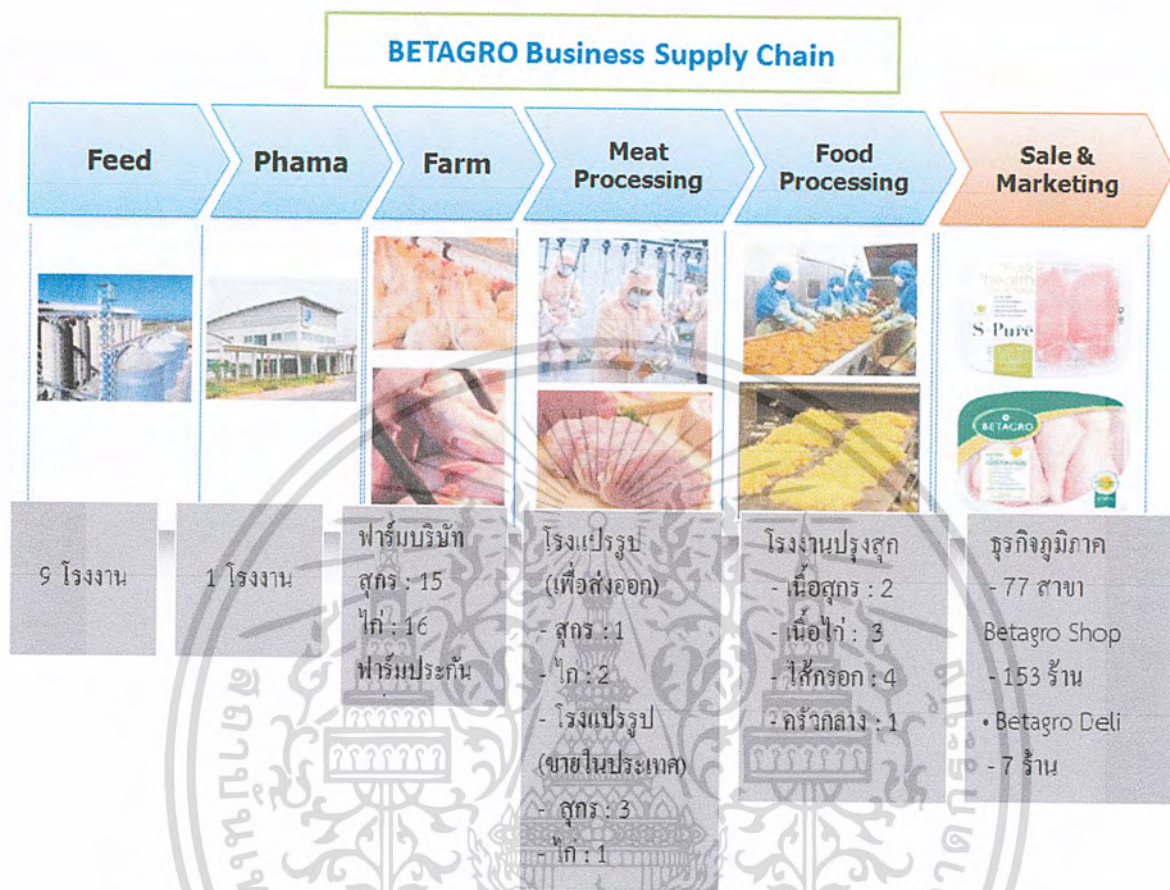 BETAGRO Business Supply Chain
Feed
Phama
Farm
Meat
Processing
Food
Processing
Sale &
Marketing
health
S-Pure
BETAGRO
9 โรงงาน
1 โรงงาน
ฟาร์มบริษัท
สุกร : 15
ไก่ : 16
ฟาร์มประกัน
โรงแปรรูป
(เพื่อส่งออก)
- สุกร : 1
- ไก่ : 2
- โรงแปรรูป
(ขายในประเทศ)
- สุกร : 3
- ไก่ : 1
โรงงานปรุงสุก
- เนื้อสุกร : 2
- เนื้อไก่ : 3
- ไส้กรอก : 4
- ครัวกลาง : 1
ธุรกิจภูมิภาค
- 77 สาขา
Betagro Shop
- 153 ร้าน
• Betagro Deli
- 7 ร้าน